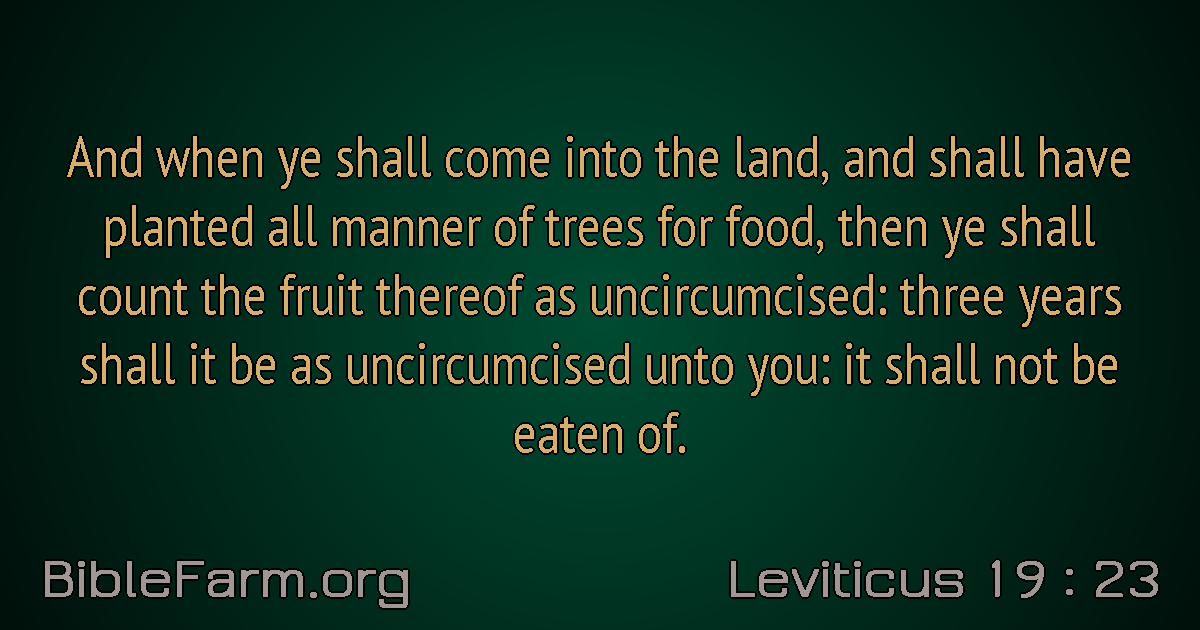 And when ye shall come into the land, and shall have
planted all manner of trees for food, then ye shall
count the fruit thereof as uncircumcised: three years
shall it be as uncircumcised unto you: it shall not be
eaten of.
BibleFarm.org
Leviticus 19 : 23